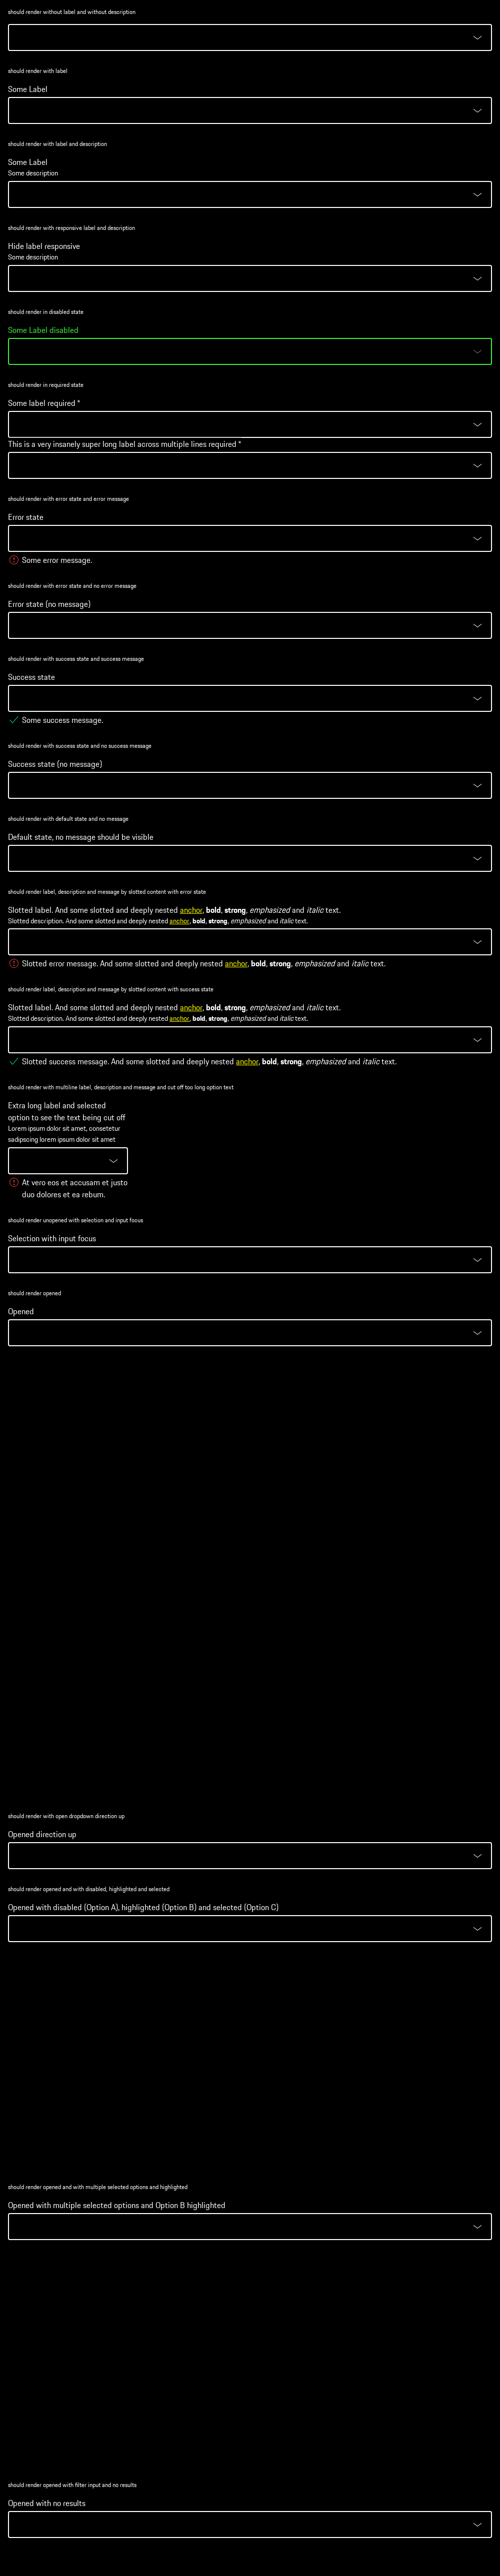 should render without label and without description
should render with label
Some Label
should render with label and description
Some Label
Some description
should render with responsive label and description
Hide label responsive
Some description
should render in disabled state
Some Label disabled
should render in required state
Some label required *
This is a very insanely super long label across multiple lines required *
should render with error state and error message
Error state
Some error message.
should render with error state and no error message
Error state (no message)
should render with success state and success message
Success state
Some success message.
should render with success state and no success message
Success state (no message)
should render with default state and no message
Default state, no message should be visible
should render label, description and message by slotted content with error state
Slotted label. And some slotted and deeply nested anchor, bold, strong, emphasized and italic text.
Slotted description. And some slotted and deeply nested anchor, bold, strong, emphasized and italic text.
Slotted error message. And some slotted and deeply nested anchor, bold, strong, emphasized and italic text.
should render label, description and message by slotted content with success state
Slotted label. And some slotted and deeply nested anchor, bold, strong, emphasized and italic text.
Slotted description. And some slotted and deeply nested anchor, bold, strong, emphasized and italic text.
Slotted success message. And some slotted and deeply nested anchor, bold, strong, emphasized and italic text.
should render with multiline label, description and message and cut off too long option text
Extra long label and selected
option to see the text being cut off
Lorem ipsum dolor sit amet, consetetur
sadipscing lorem ipsum dolor sit amet
At vero eos et accusam et justo
duo dolores et ea rebum.
should render unopened with selection and input focus
Selection with input focus
should render opened
Opened
should render with open dropdown direction up
Opened direction up
should render opened and with disabled, highlighted and selected
Opened with disabled (Option A), highlighted (Option B) and selected (Option C)
should render opened and with multiple selected options and highlighted
Opened with multiple selected options and Option B highlighted
should render opened with filter input and no results
Opened with no results